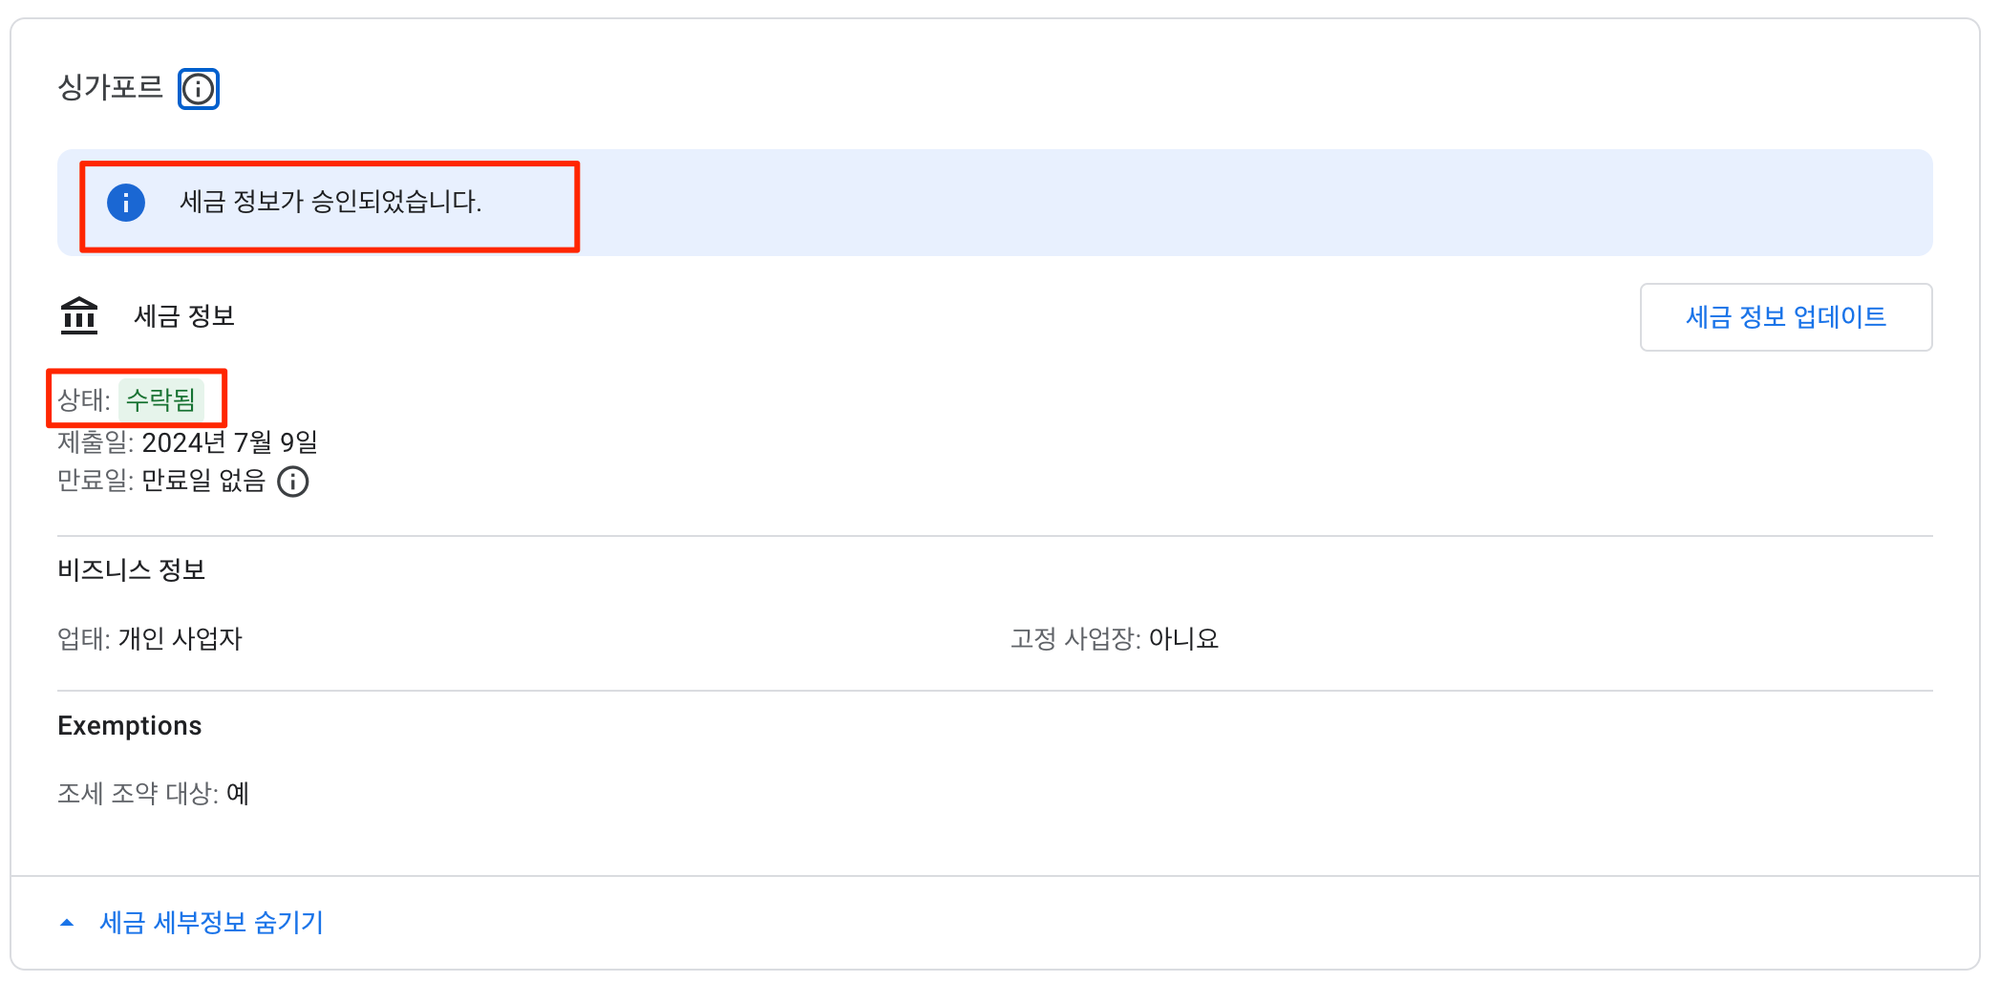 싱가포르
세금 정보가 승인되었습니다.
세금 정보
세금 정보 업데이트
상태: 수락됨
제출일: 2024년 7월 9일
만료일: 만료일 없음
비즈니스 정보
업태: 개인 사업자
고정 사업장: 아니요
Exemptions
조세 조약 대상: 예
세금 세부정보 숨기기